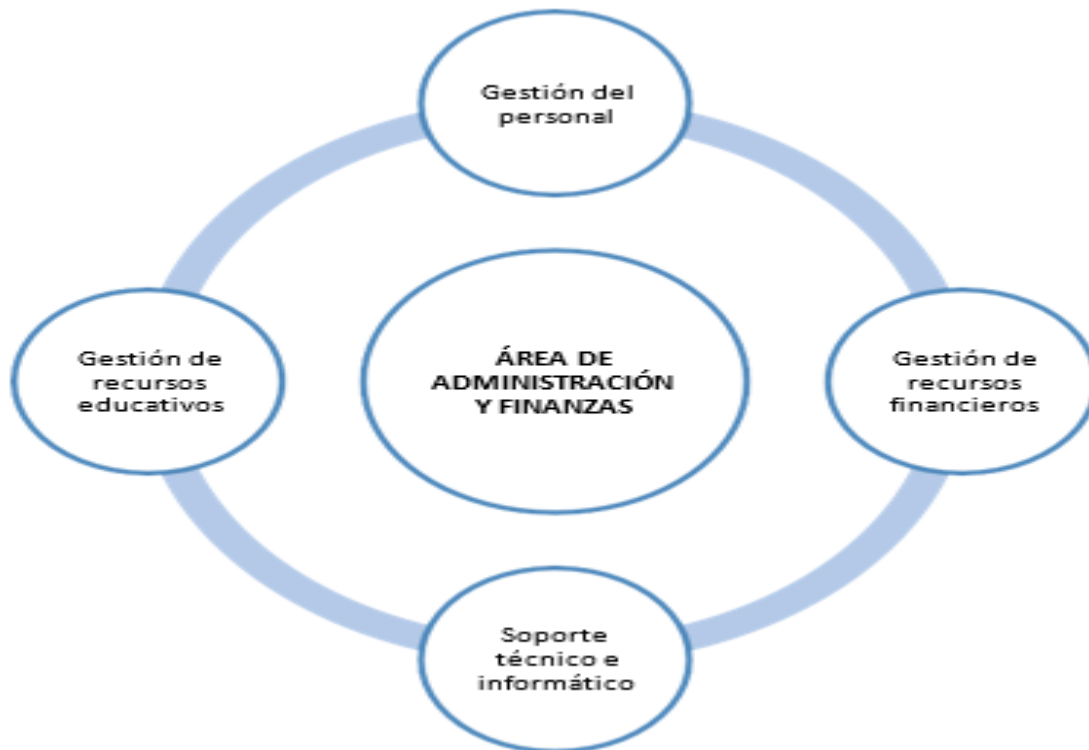 Gestión del
personal
Gestión de
recursos
educativos
ÁREA DE
ADMINISTRACIÓN
Y FINANZAS
Gestión de
recursos
financieros
Soporte
técnico e
informático